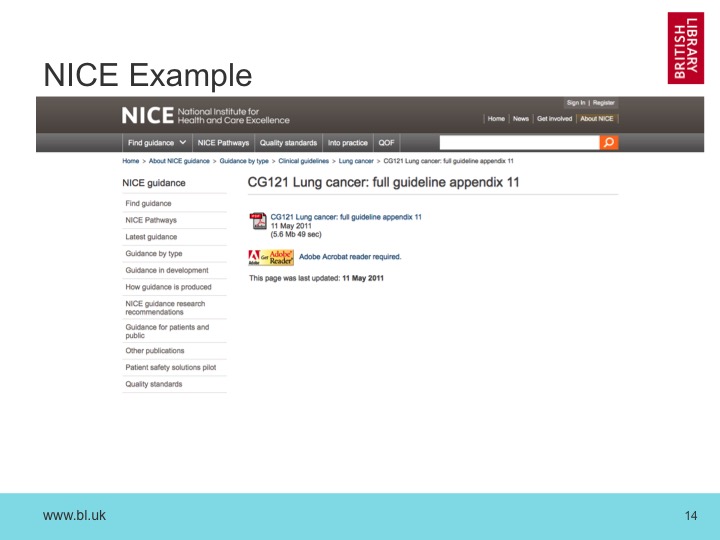 NICE Example
BRITISH
LIBRARY
NICE National Institute for
Health and Care Excellence
Sign In | Register
Home | News | Get involved | About NICE
Find guidance
NICE Pathways
Quality standards
Into practice
QOF
Home > About NICE guidance > Guidance by type > Clinical guidelines > Lung cancer > CG121 Lung cancer: full guideline appendix 11
NICE guidance
Find guidance
NICE Pathways
Latest guidance
Guidance by type
Guidance in development
How guidance is produced
NICE guidance research
recommendations
Guidance for patients and
public
Other publications
Patient safety solutions pilot
Quality standards
CG121 Lung cancer: full guideline appendix 11
PDF
CG121 Lung cancer: full guideline appendix 11
11 May 2011
(5.6 Mb 49 sec)
Adobe
Get Adobe®
Reader®
Adobe Acrobat reader required.
This page was last updated: 11 May 2011
www.bl.uk
14